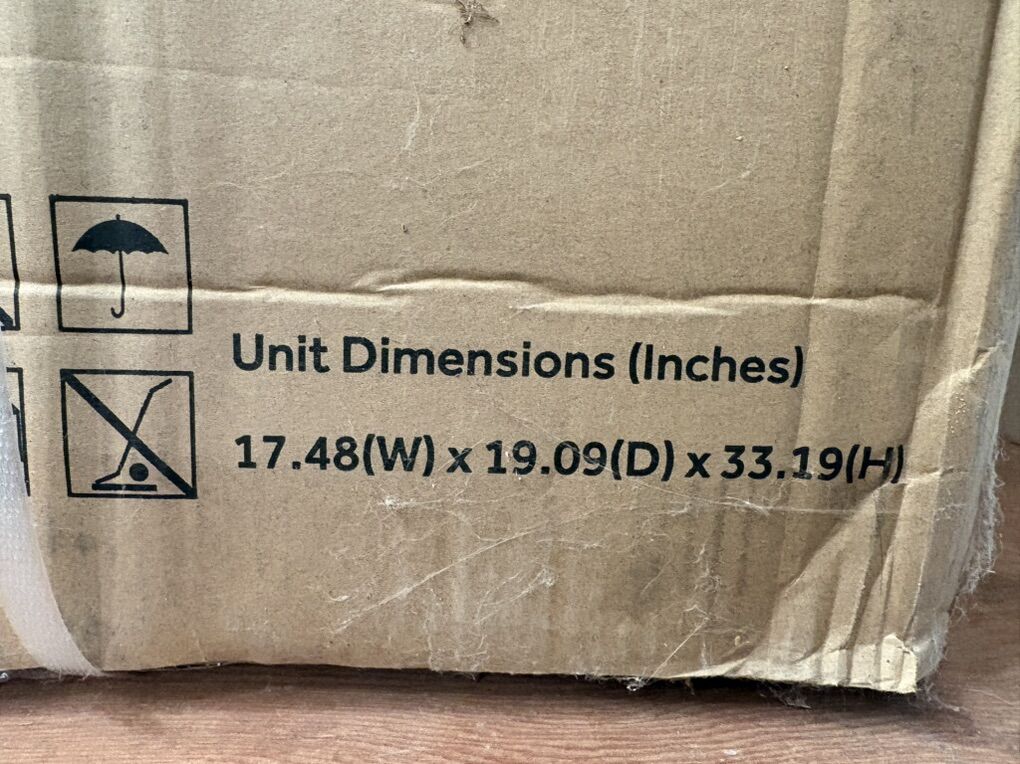 Unit Dimensions (Inches)
17.48(W) x 19.09(D) x 33.19(H)